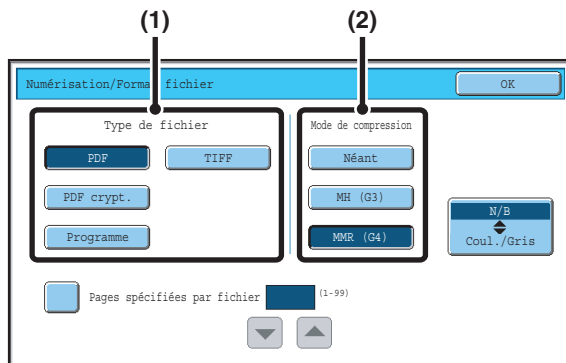 (1) (2)
Numérisation/Format fichier OK
Type de fichier Mode de compression
PDF TIFF Néant
PDF crypt. MH (G3)
N/B
Programme MMR (G4) Coul./Gris
Pages spécifiées par fichier (1-99)